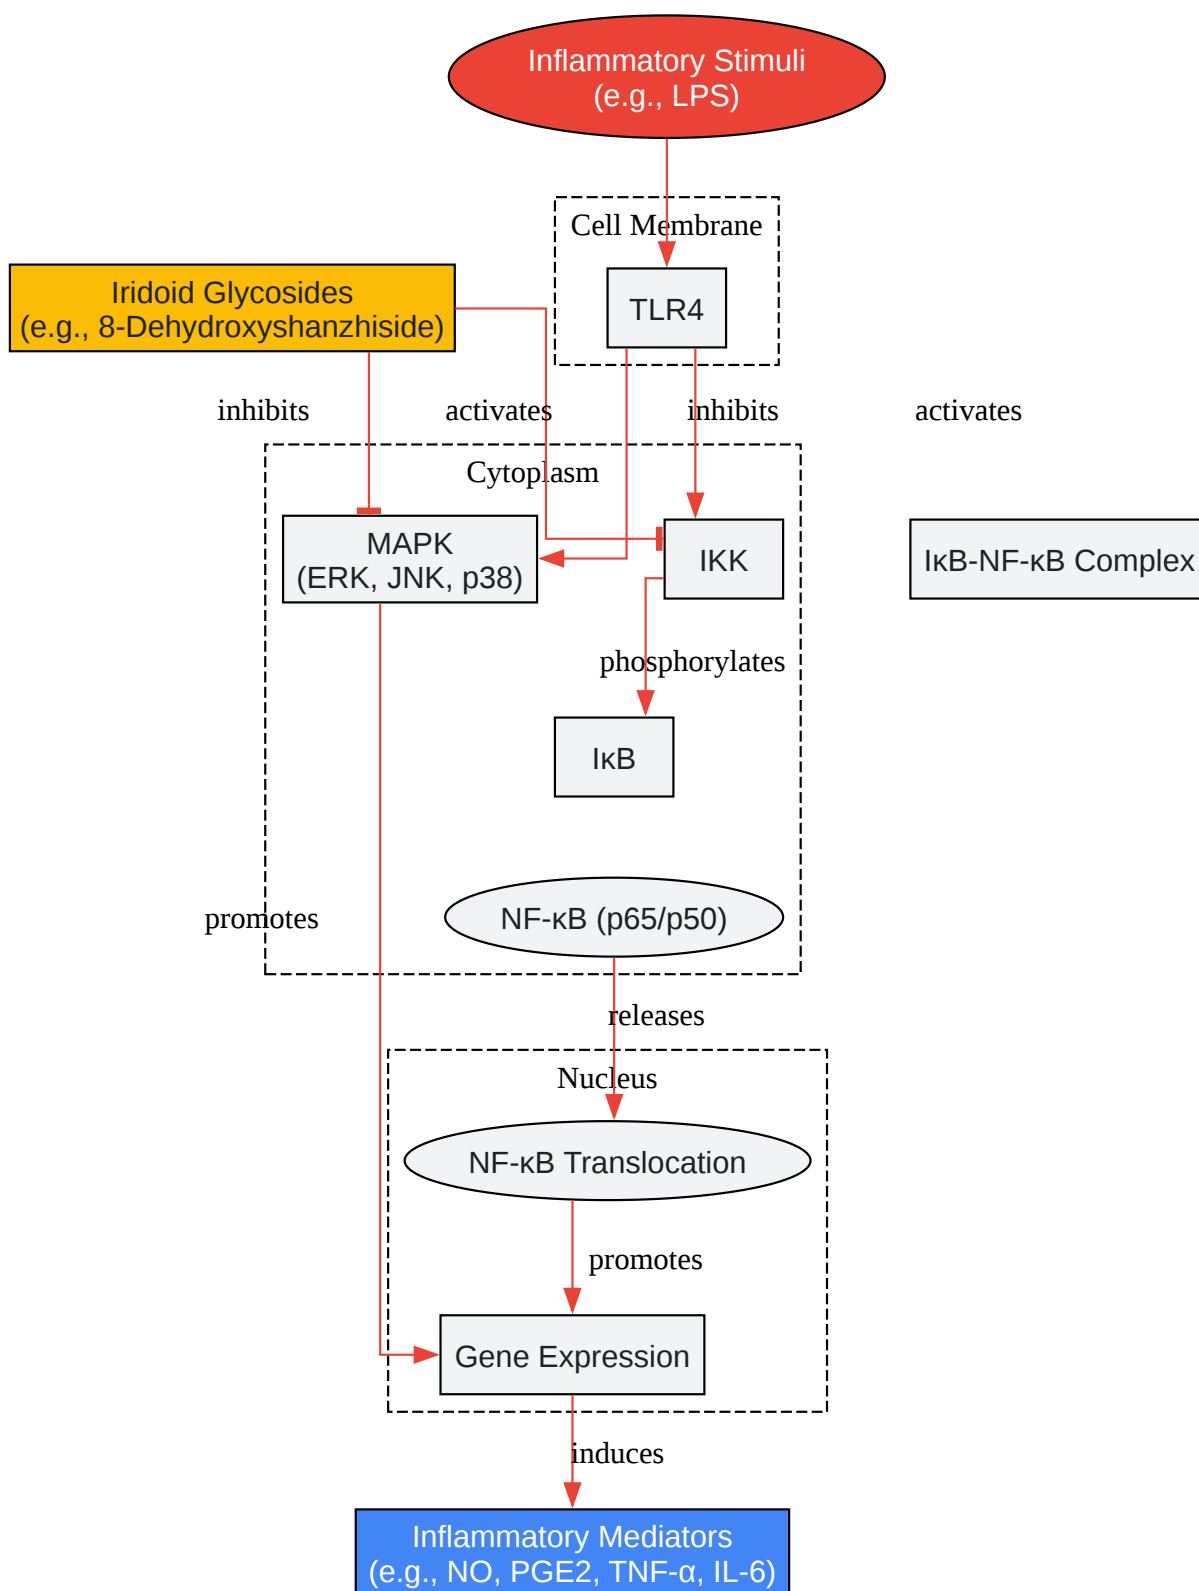 Inflammatory Stimuli
(e.g., LPS)
Cell Membrane
TLR4
Iridoid Glycosides
(e.g., 8-Dehydroxyshanzhiside)
inhibits
activates
inhibits
activates
Cytoplasm
MAPK
(ERK, JNK, p38)
IKK
IκB-NF-κB Complex
phosphorylates
IκB
NF-κB (p65/p50)
promotes
releases
Nucleus
NF-κB Translocation
promotes
Gene Expression
induces
Inflammatory Mediators
(e.g., NO, PGE2, TNF-α, IL-6)